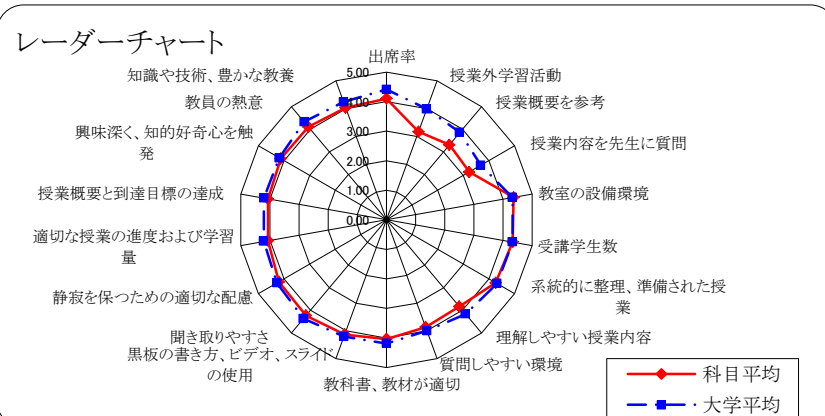 レーダーチャート
出席率
授業外学習活動
授業概要を参考
授業内容を先生に質問
教室の設備環境
受講学生数
系統的に整理、準備された授
業
理解しやすい授業内容
質問しやすい環境
教科書、教材が適切
黒板の書き方、ビデオ、スライド
の使用
聞き取りやすさ
静寂を保つための適切な配慮
適切な授業の進度および学習
量
授業概要と到達目標の達成
興味深く、知的好奇心を触
発
教員の熱意
知識や技術、豊かな教養
5.00
4.00
3.00
2.00
1.00
0.00
科目平均
大学平均